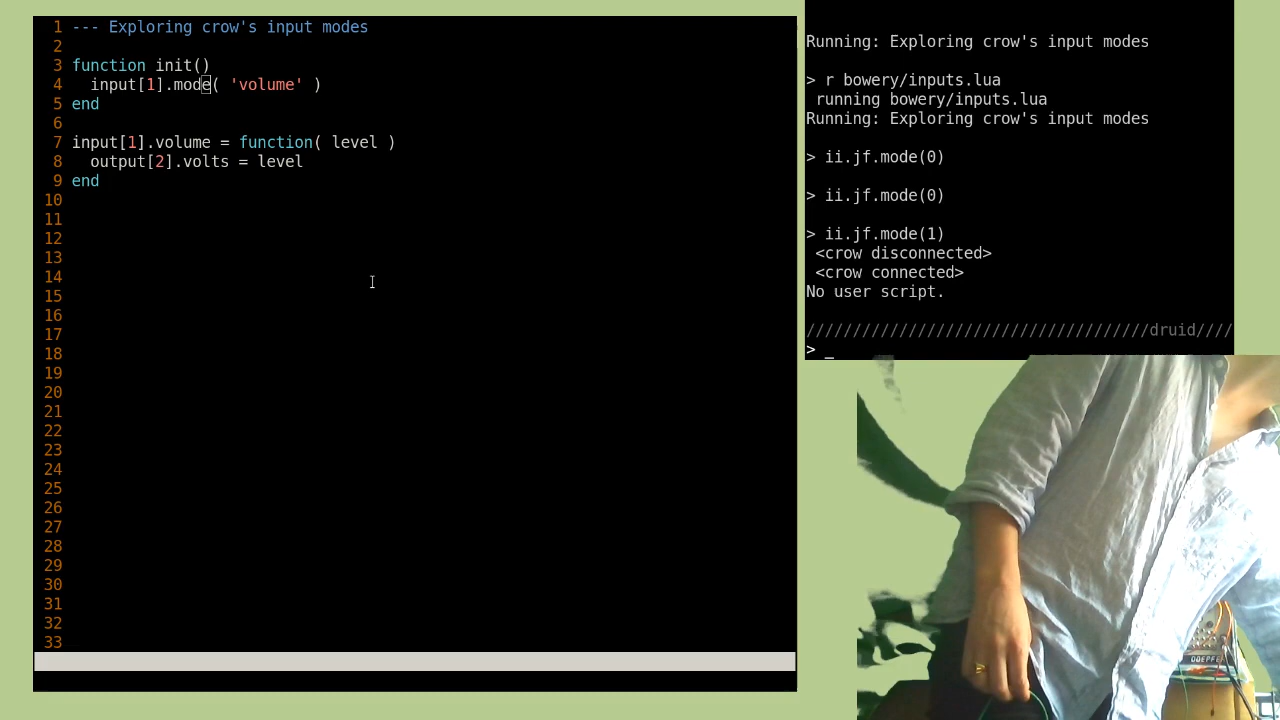 1 --- Exploring crow's input modes
2
3 function init()
4   input[1].mode( 'volume' )
5 end
6
7 input[1].volume = function( level )
8   output[2].volts = level
9 end
10
11
12
13
14
15
16
17
18
19
20
21
22
23
24
25
26
27
28
29
30
31
32
33
Running: Exploring crow's input modes
> r bowery/inputs.lua
 running bowery/inputs.lua
Running: Exploring crow's input modes
> ii.jf.mode(0)
> ii.jf.mode(0)
> ii.jf.mode(1)
 <crow disconnected>
 <crow connected>
No user script.
/////////////////////////////////////druid////
> _